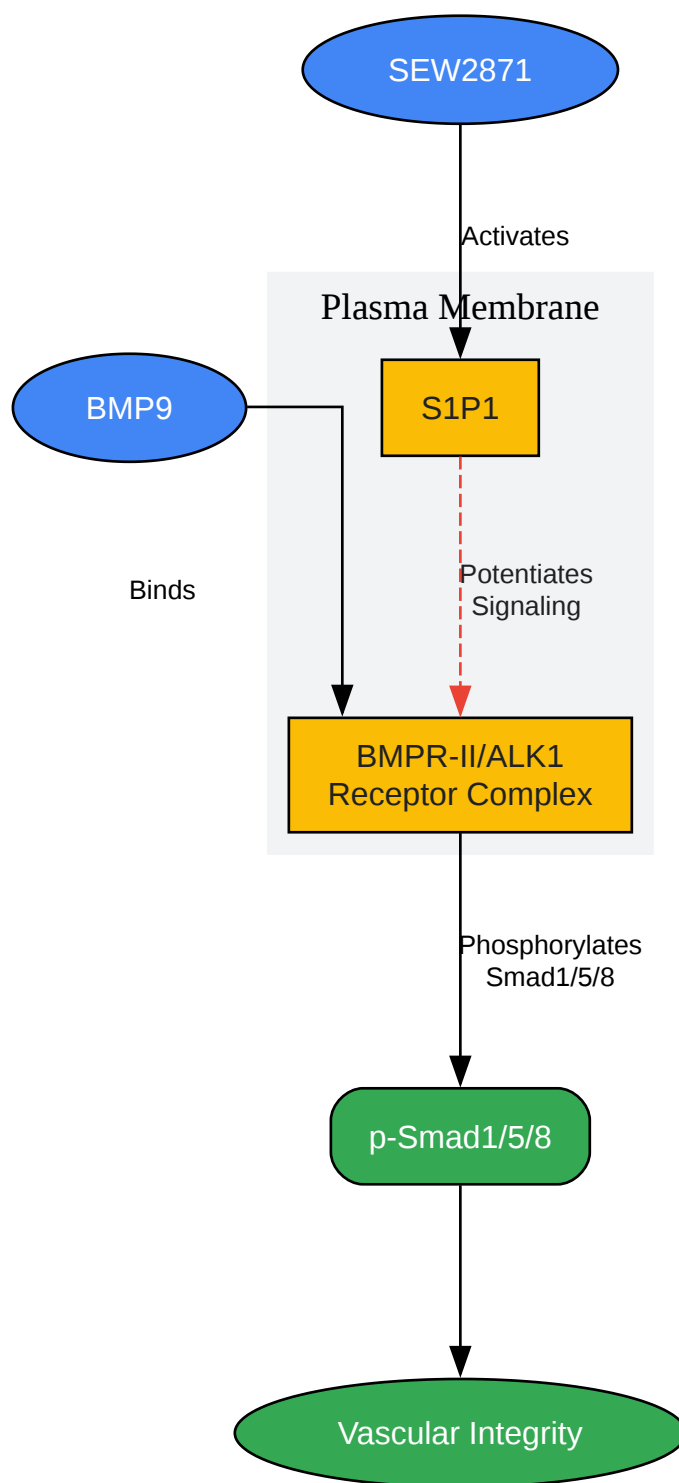 SEW2871
Activates
Plasma Membrane
S1P1
BMP9
Potentiates
Signaling
Binds
BMPR-II/ALK1
Receptor Complex
Phosphorylates
Smad1/5/8
p-Smad1/5/8
Vascular Integrity